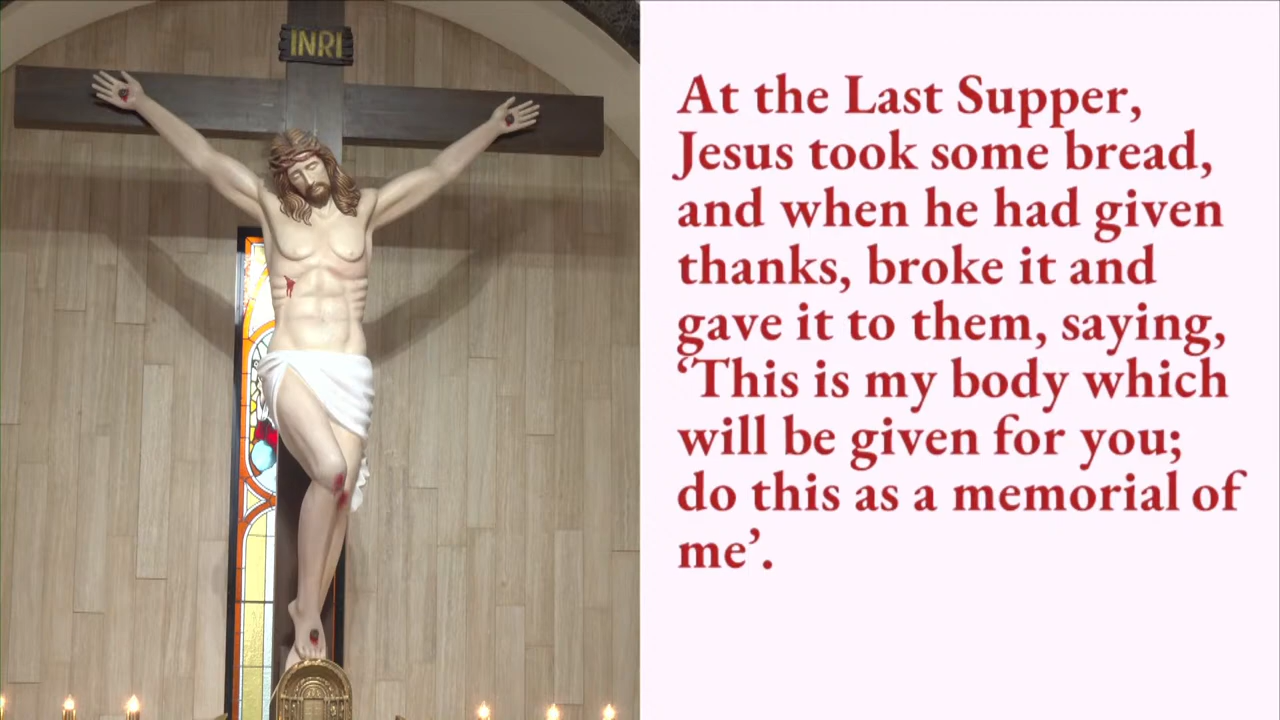 INRI
At the Last Supper,
Jesus took some bread,
and when he had given
thanks, broke it and
gave it to them, saying,
‘This is my body which
will be given for you;
do this as a memorial of
me’.